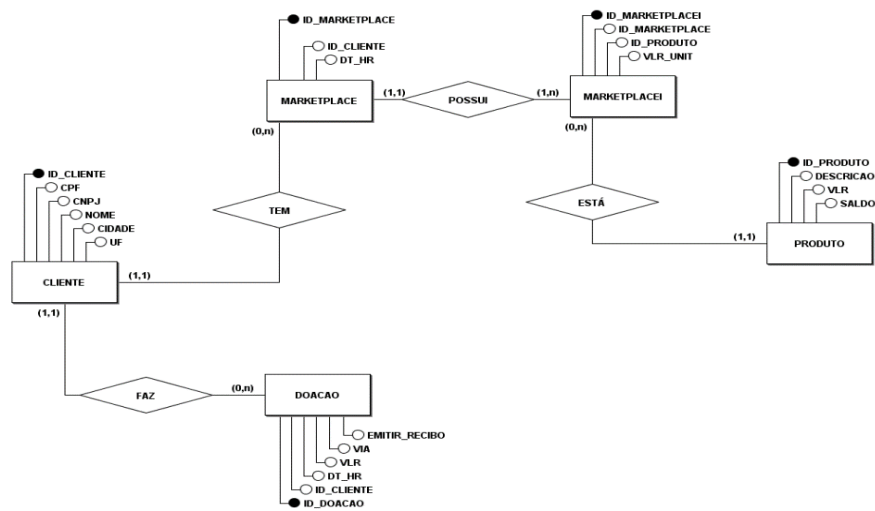 ID_MARKETPLACE
ID_CLIENTE
DT_HR
MARKETPLACE
(1,1)
POSSUI
(1,n)
ID_MARKETPLACEI
ID_MARKETPLACE
ID_PRODUTO
VLR_UNIT
MARKETPLACEI
(0,n)
(0,n)
ID_CLIENTE
CPF
CNPJ
NOME
CIDADE
UF
CLIENTE
(1,1)
(1,1)
TEM
ESTÁ
ID_PRODUTO
DESCRICAO
VLR
SALDO
PRODUTO
(1,1)
FAZ
(0,n)
DOACAO
EMITIR_RECIBO
VIA
VLR
DT_HR
ID_CLIENTE
ID_DOACAO